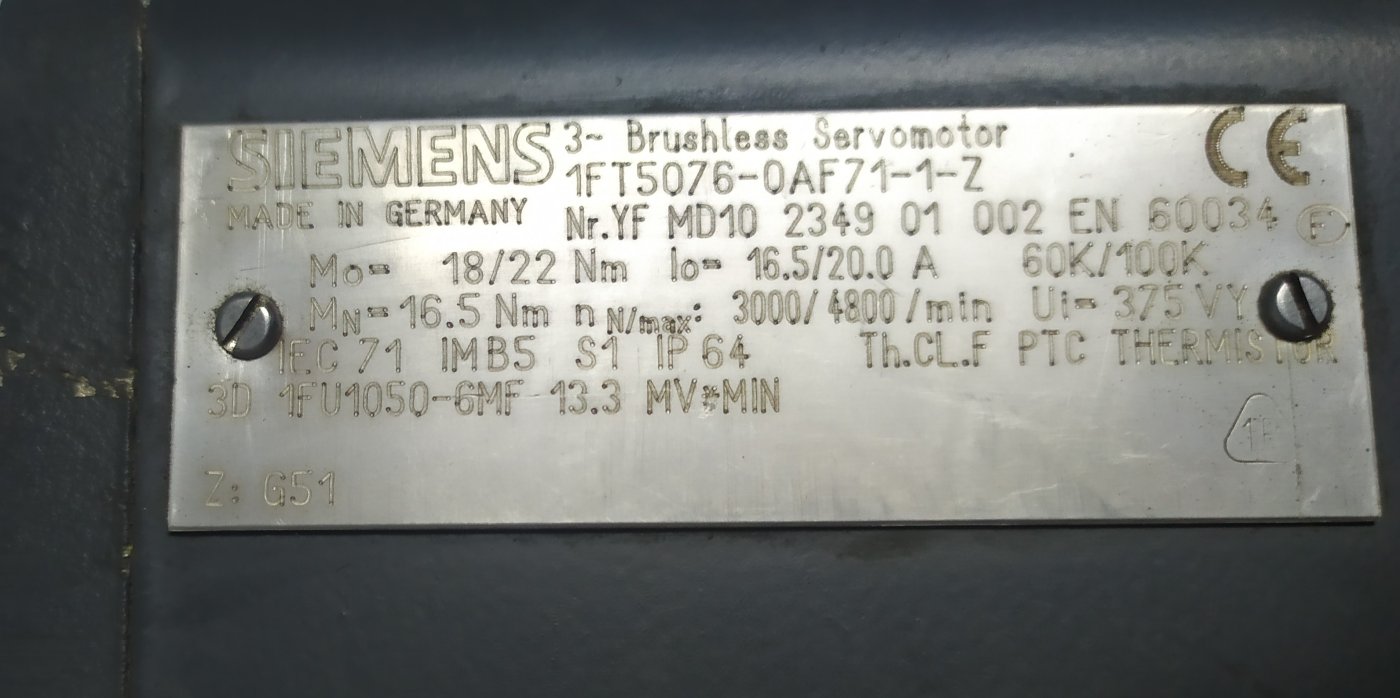 SIEMENS 3~ Brushless Servomotor CE
1FT5076-0AF71-1-Z
MADE IN GERMANY Nr.YF MD10 2349 01 002 EN 60034 F
Mo= 18/22 Nm Io= 16.5/20.0 A 60K/100K
MN= 16.5 Nm nN/max: 3000/4800/min Ui= 375 VY
IEC 71 IMB5 S1 IP 64 Th.CL.F PTC THERMISTOR
3D 1FU1050-6MF 13.3 MV*MIN
Z: G51